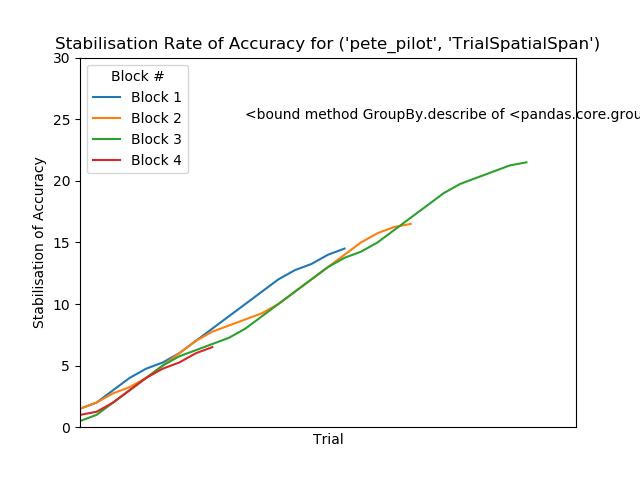 Stabilisation Rate of Accuracy for ('pete_pilot', 'TrialSpatialSpan')
30
25
20
15
10
5
0
Stabilisation of Accuracy
Block #
Block 1
Block 2
Block 3
Block 4
<bound method GroupBy.describe of <pandas.core.grou
Trial